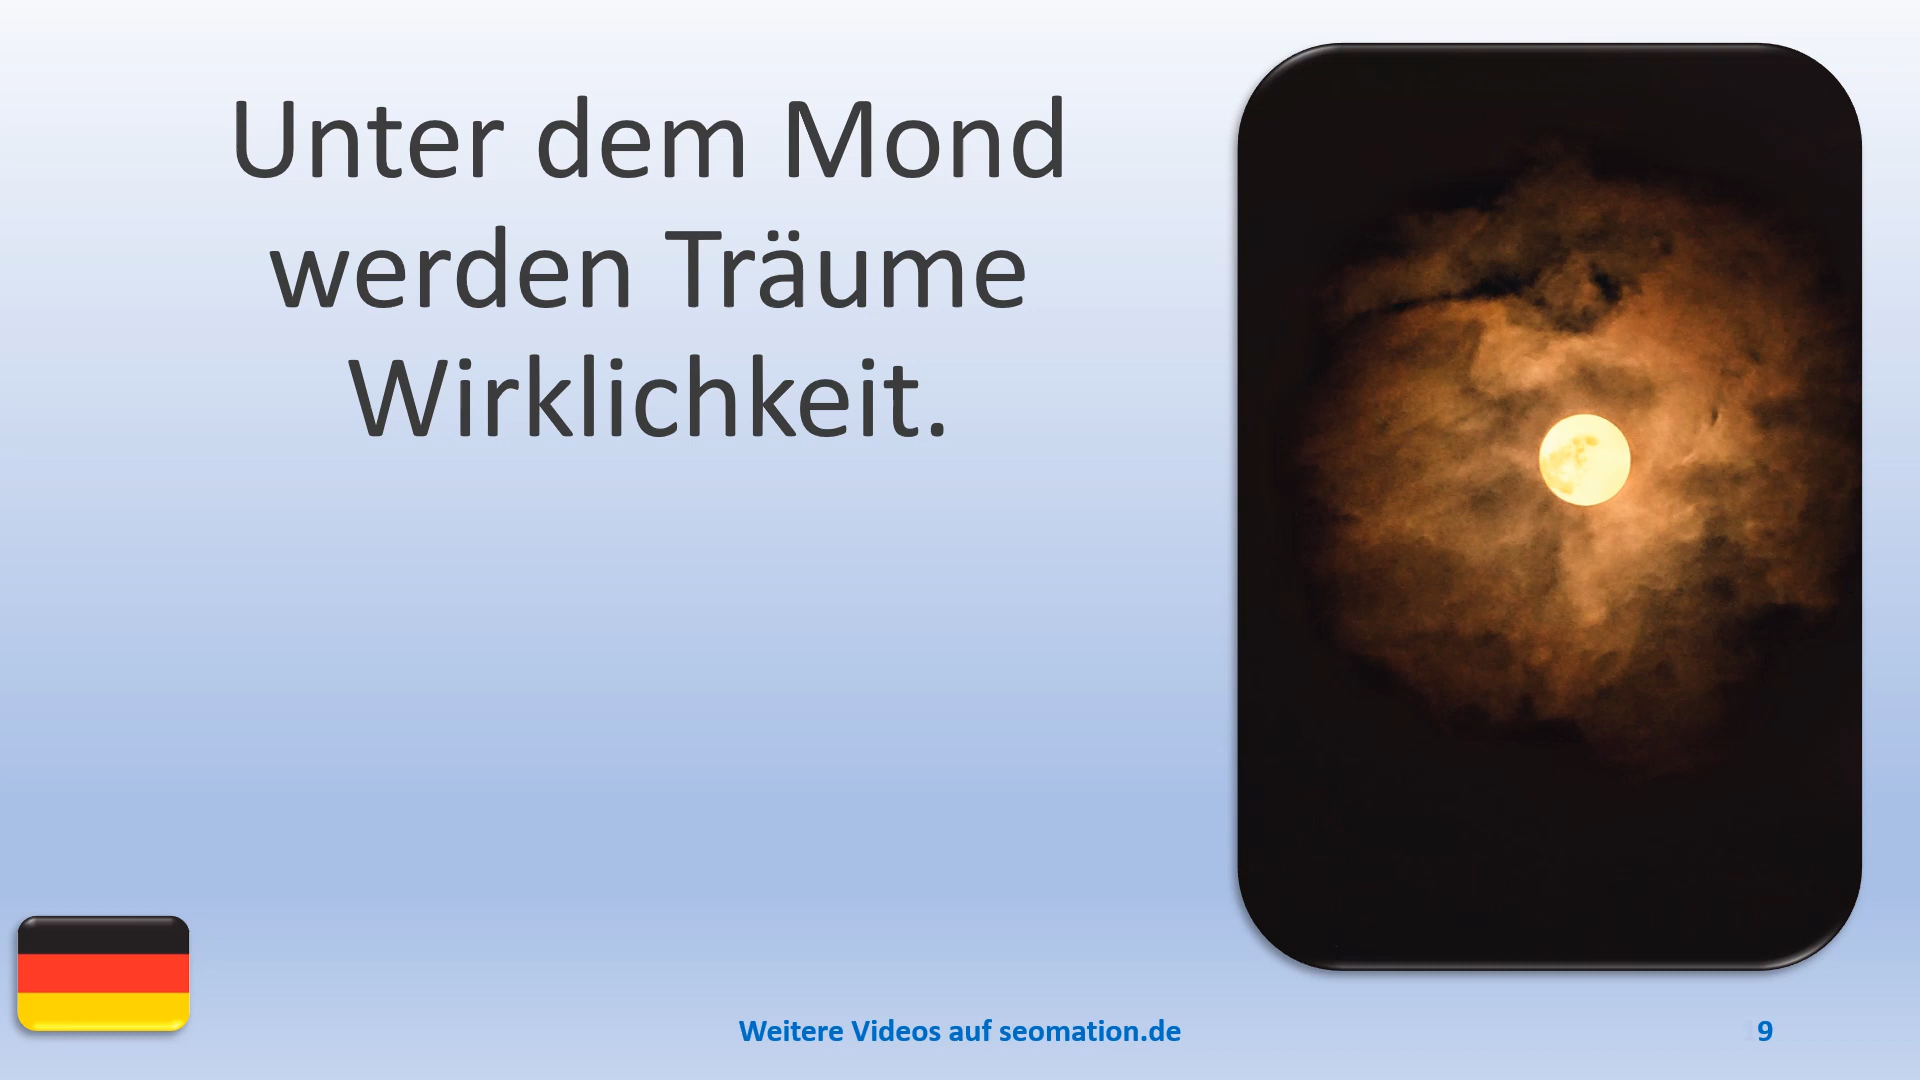 Unter dem Mond
werden Träume
Wirklichkeit.
Weitere Videos auf seomation.de
9